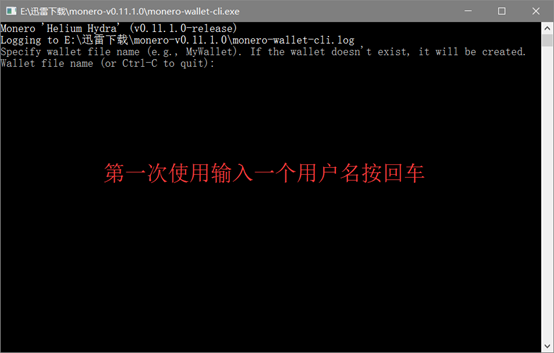 E:\迅雷下载\monero-v0.11.1.0\monero-wallet-cli.exe
Monero 'Helium Hydra' (v0.11.1.0-release)
Logging to E:\迅雷下载\monero-v0.11.1.0\monero-wallet-cli.log
Specify wallet file name (e.g., MyWallet). If the wallet doesn't exist, it will be created.
Wallet file name (or Ctrl-C to quit):
第一次使用输入一个用户名按回车